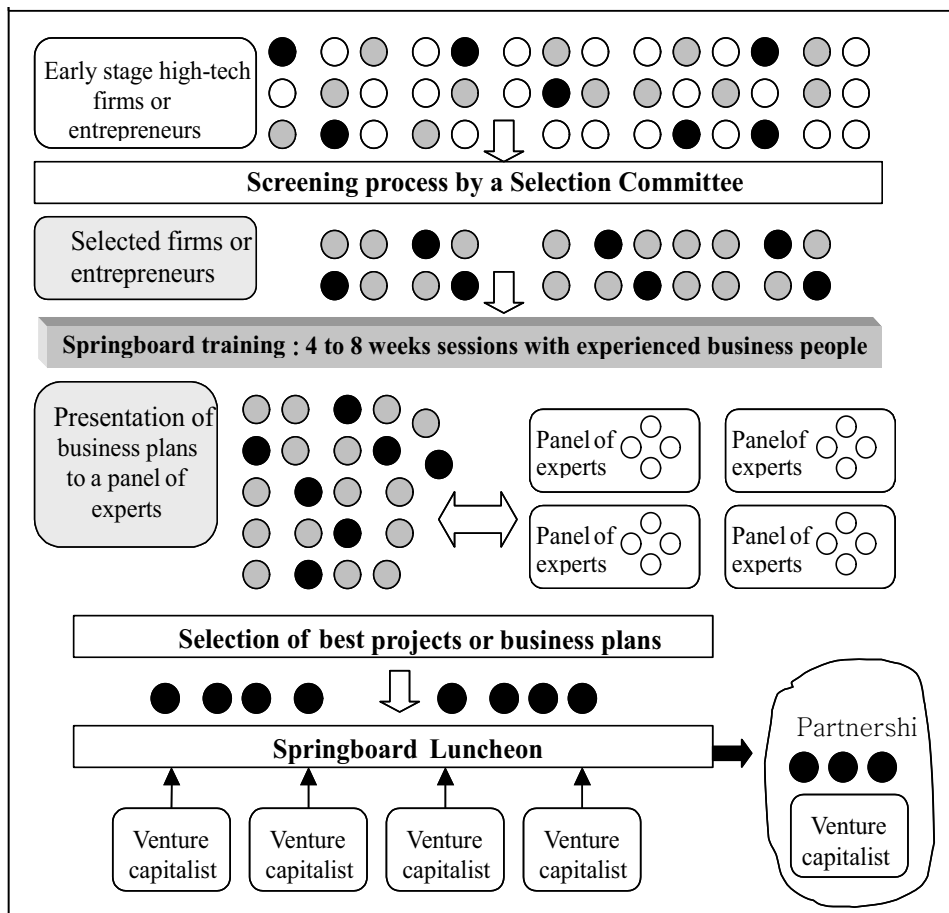 Early stage high-tech
firms or
entrepreneurs
Screening process by a Selection Committee
Selected firms or
entrepreneurs
Springboard training : 4 to 8 weeks sessions with experienced business people
Presentation of
business plans
to a panel of
experts
Panel of
experts
Panelof
experts
Panel of
experts
Panel of
experts
Selection of best projects or business plans
Springboard Luncheon
Partnershi
Venture
capitalist
Venture
capitalist
Venture
capitalist
Venture
capitalist
Venture
capitalist